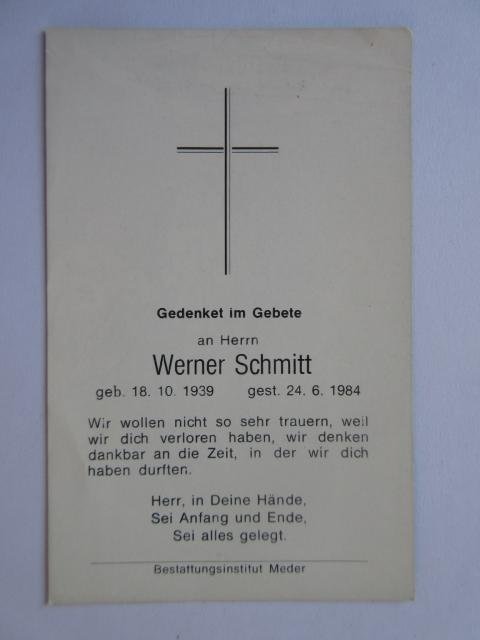 Gedenket im Gebete
an Herrn
Werner Schmitt
geb. 18. 10. 1939 gest. 24. 6. 1984
Wir wollen nicht so sehr trauern, weil
wir dich verloren haben, wir denken
dankbar an die Zeit, in der wir dich
haben durften.
Herr, in Deine Hände,
Sei Anfang und Ende,
Sei alles gelegt.
Bestattungsinstitut Meder